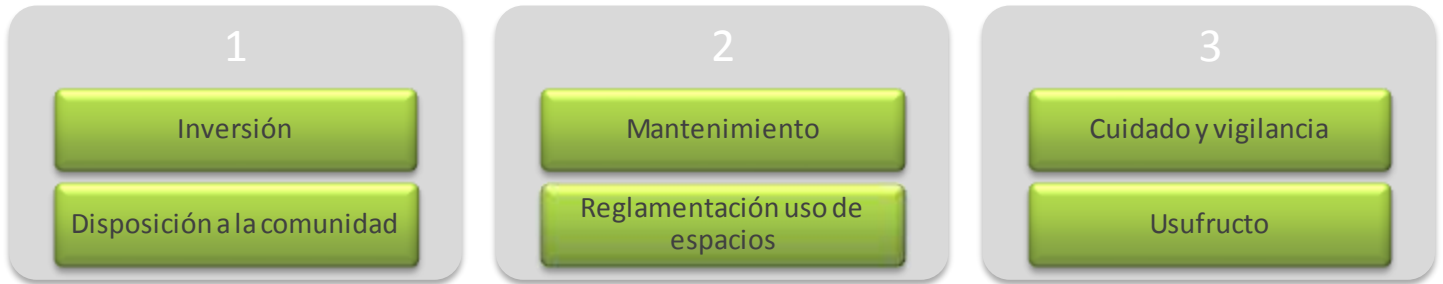 1
Inversión
Disposición a la comunidad
2
Mantenimiento
Reglamentación uso de
espacios
3
Cuidado y vigilancia
Usufructo